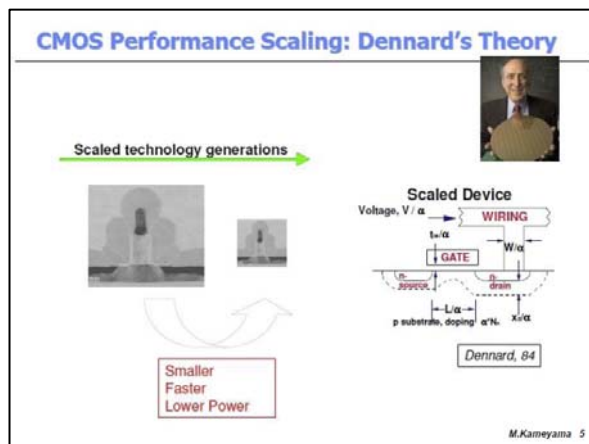 CMOS Performance Scaling: Dennard's Theory
Scaled technology generations
Scaled Device
Voltage, V / α
WIRING
tₒₓ/α
W/α
GATE
n-
source
n-
drain
L/α
p substrate, doping
Smaller
Faster
Lower Power
Dennard, 84
M.Kameyama 5